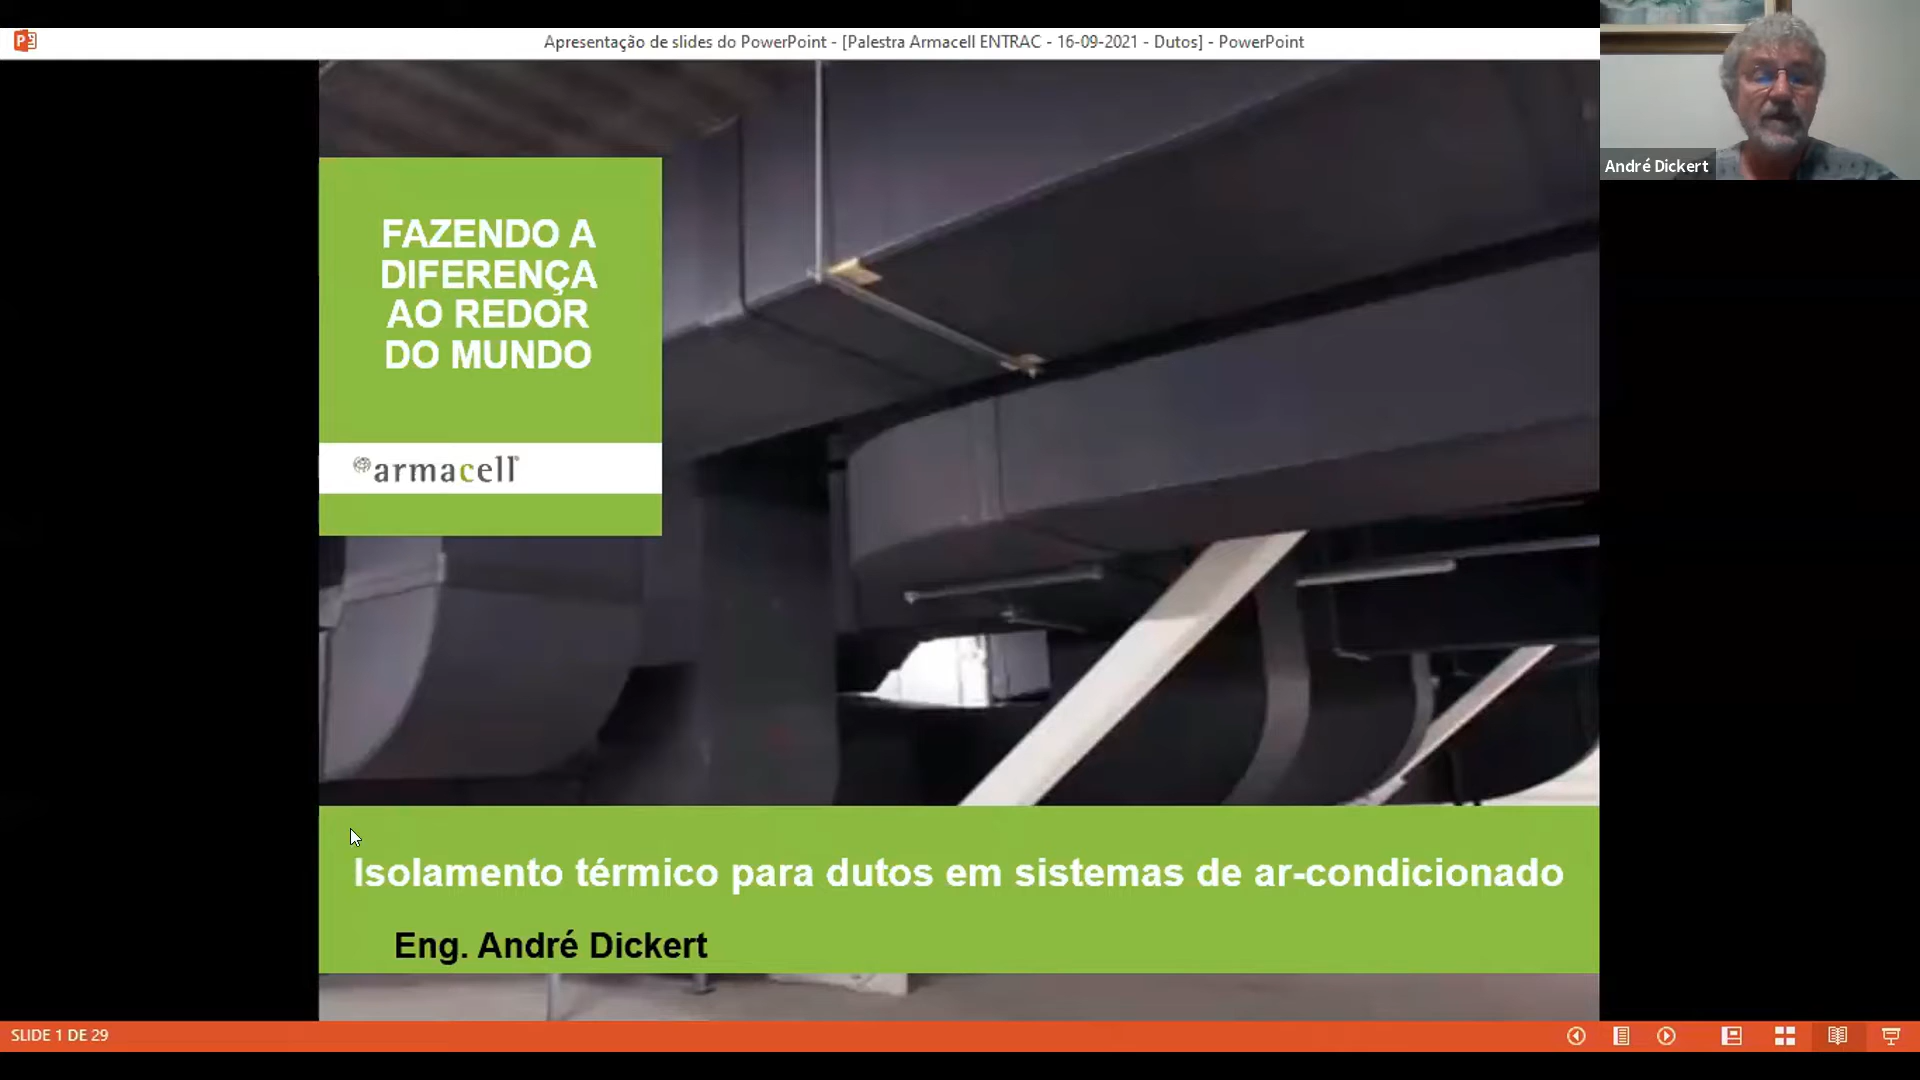 Apresentação de slides do PowerPoint - [Palestra Armacell ENTRAC - 16-09-2021 - Dutos] - PowerPoint
André Dickert
FAZENDO A
DIFERENÇA
AO REDOR
DO MUNDO
armacell
Isolamento térmico para dutos em sistemas de ar-condicionado
Eng. André Dickert
SLIDE 1 DE 29